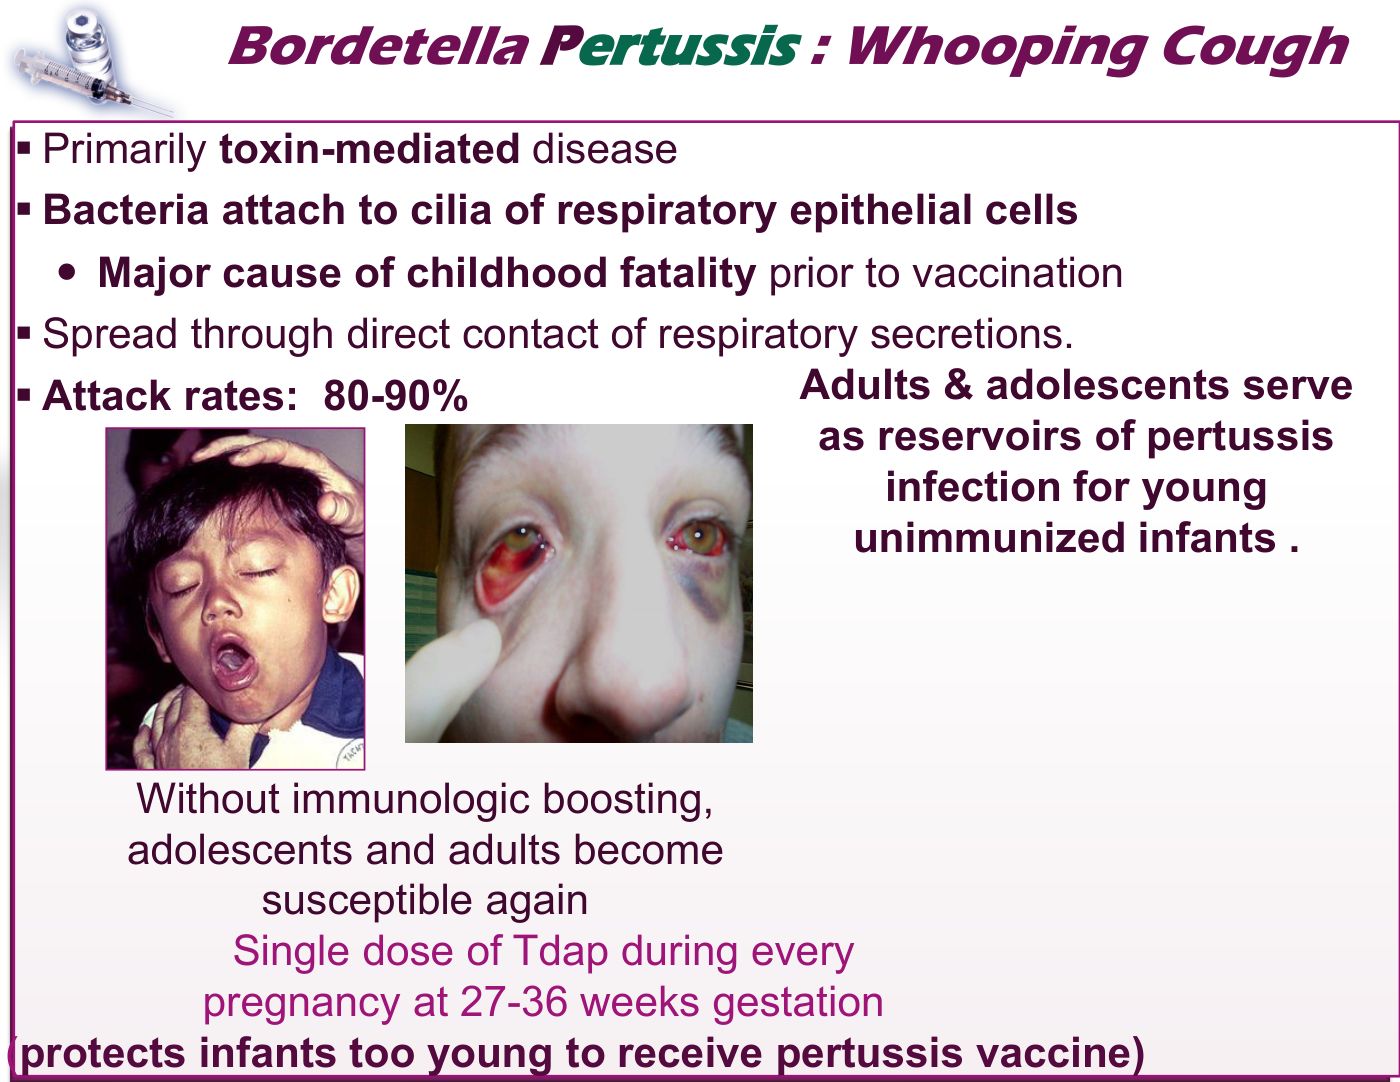 Bordetella Pertussis : Whooping Cough
▪ Primarily toxin-mediated disease
▪ Bacteria attach to cilia of respiratory epithelial cells
• Major cause of childhood fatality prior to vaccination
▪ Spread through direct contact of respiratory secretions.
▪ Attack rates: 80-90%
Adults & adolescents serve
as reservoirs of pertussis
infection for young
unimmunized infants .
Without immunologic boosting,
adolescents and adults become
susceptible again
Single dose of Tdap during every
pregnancy at 27-36 weeks gestation
(protects infants too young to receive pertussis vaccine)